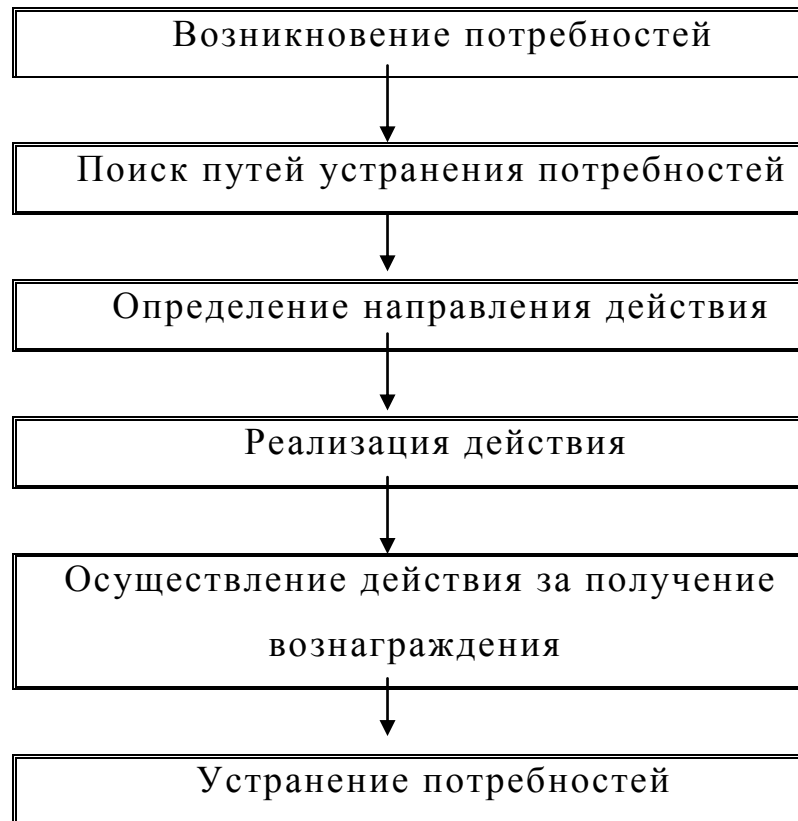 Возникновение потребностей
Поиск путей устранения потребностей
Определение направления действия
Реализация действия
Осуществление действия за получение
вознаграждения
Устранение потребностей